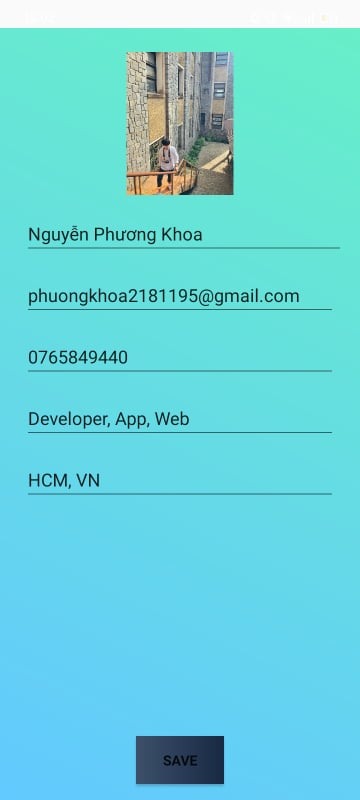 Nguyễn Phương Khoa
phuongkhoa2181195@gmail.com
0765849440
Developer, App, Web
HCM, VN
SAVE